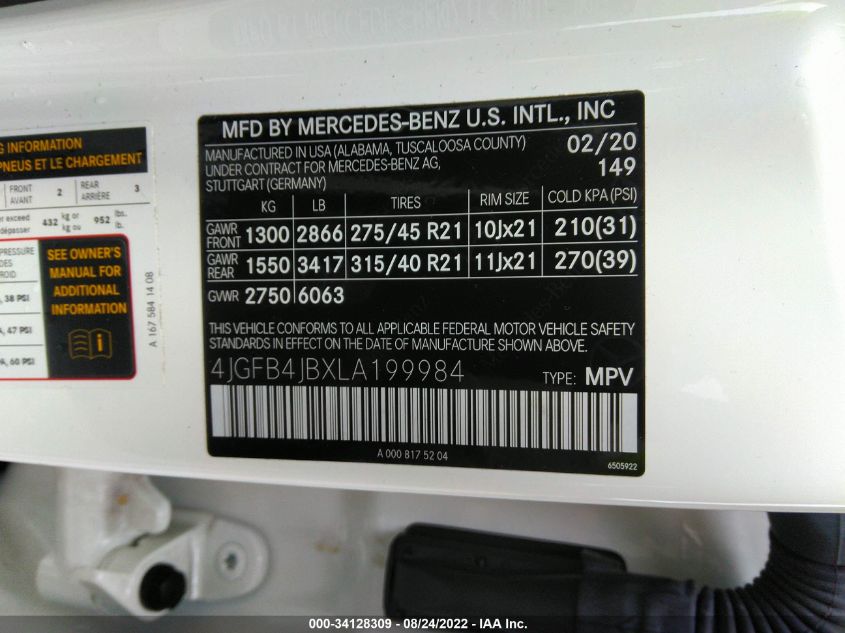 G INFORMATION
PNEUS ET LE CHARGEMENT
FRONT AVANT 2 REAR ARRIÈRE 3
er exceed dépasser 432 kg or kg ou 952 lbs. lb.
PRESSURE
DES
ROID
, 38 PSI
A, 47 PSI
A, 60 PSI
SEE OWNER'S
MANUAL FOR
ADDITIONAL
INFORMATION
A 167 584 14 08
MFD BY MERCEDES-BENZ U.S. INTL., INC
MANUFACTURED IN USA (ALABAMA, TUSCALOOSA COUNTY) 02/20
UNDER CONTRACT FOR MERCEDES-BENZ AG, 149
STUTTGART (GERMANY)
KG LB TIRES RIM SIZE COLD KPA (PSI)
GAWR FRONT 1300 2866 275/45 R21 10Jx21 210(31)
GAWR REAR 1550 3417 315/40 R21 11Jx21 270(39)
GVWR 2750 6063
THIS VEHICLE CONFORMS TO ALL APPLICABLE FEDERAL MOTOR VEHICLE SAFETY
STANDARDS IN EFFECT ON THE DATE OF MANUFACTURE SHOWN ABOVE.
4JGFB4JBXLA199984 TYPE: MPV
A 000 817 52 04
6505922
000-34128309 - 08/24/2022 - IAA Inc.